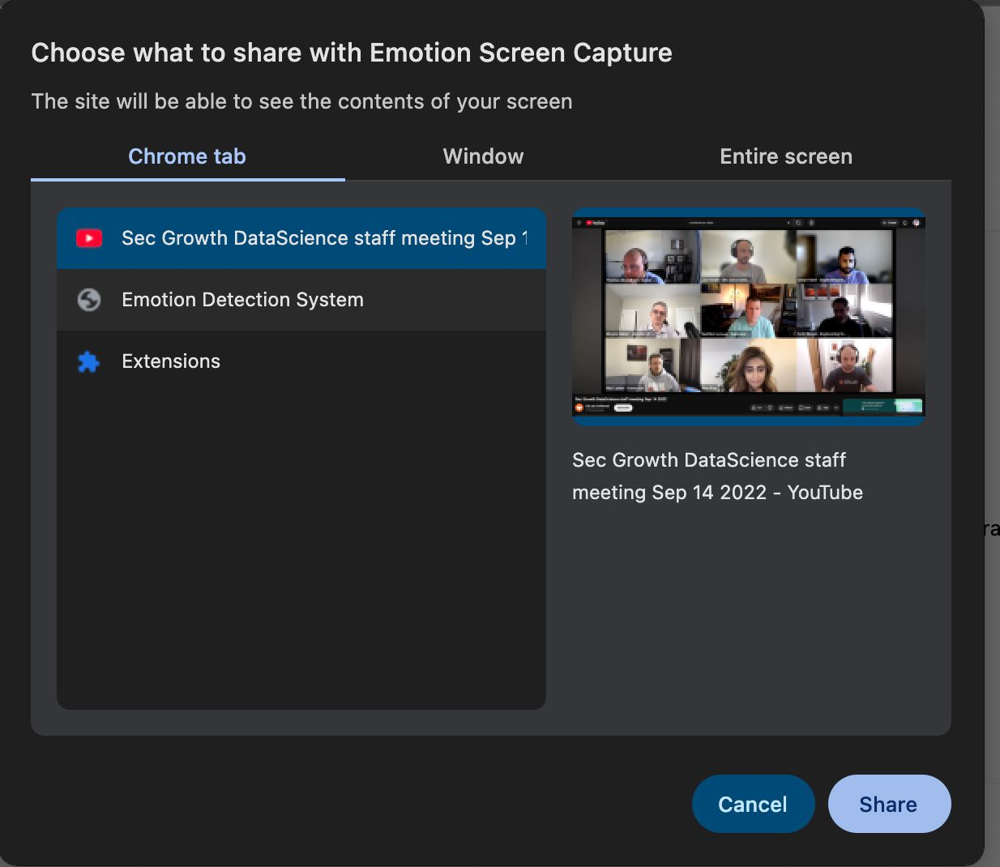 Choose what to share with Emotion Screen Capture
The site will be able to see the contents of your screen
Chrome tab
Window
Entire screen
Sec Growth DataScience staff meeting Sep 1
Emotion Detection System
Extensions
Sec Growth DataScience staff
meeting Sep 14 2022 - YouTube
ra
Cancel
Share